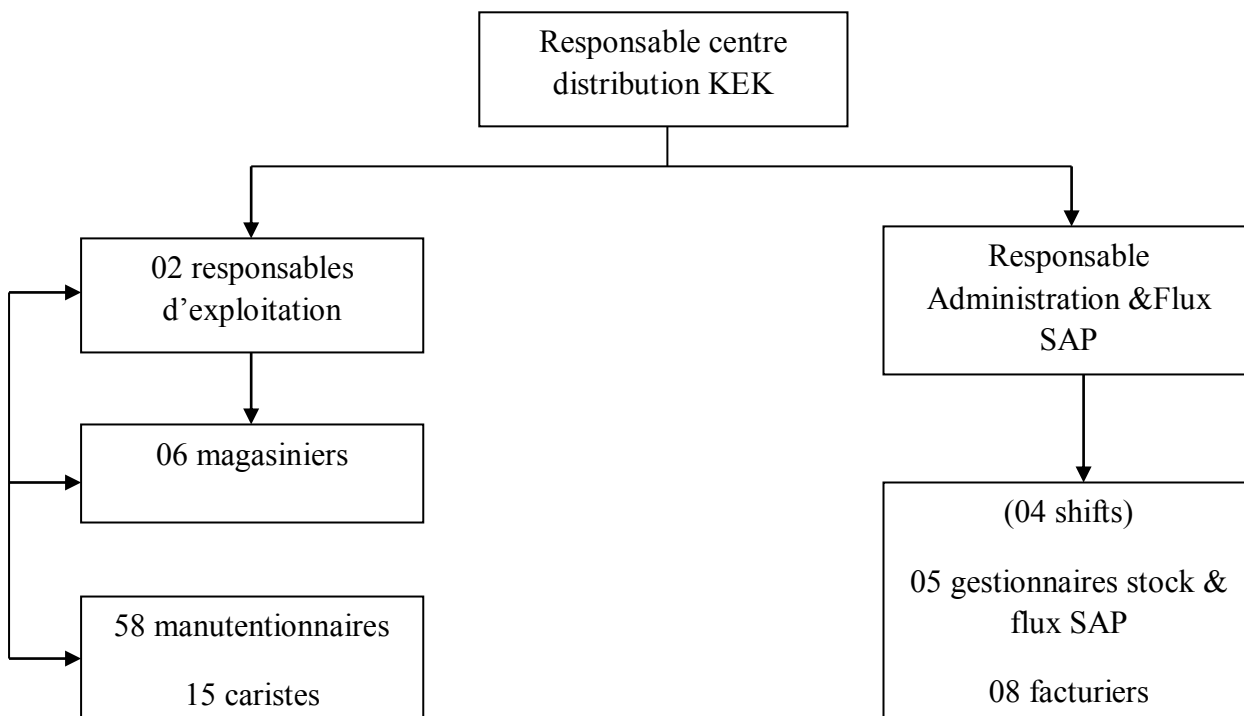 Responsable centre
distribution KEK
02 responsables
d’exploitation
Responsable
Administration &Flux
SAP
06 magasiniers
(04 shifts)
05 gestionnaires stock &
flux SAP
08 facturiers
58 manutentionnaires
15 caristes